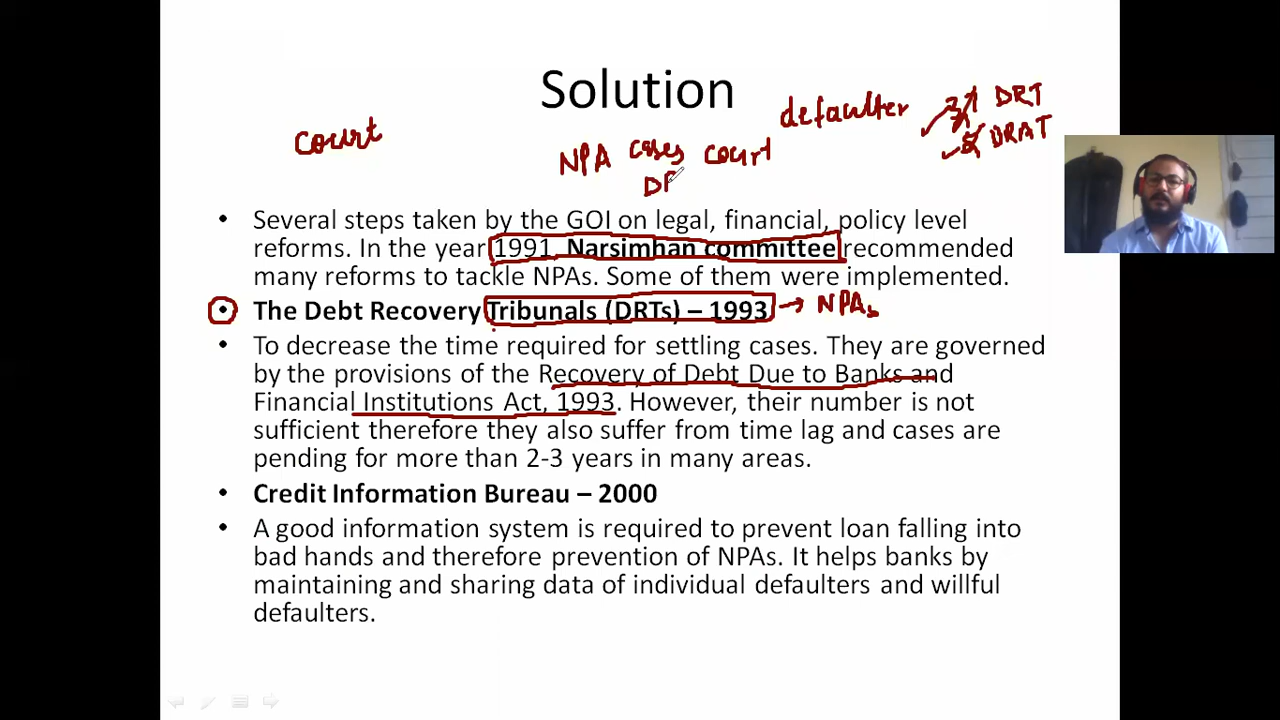 Solution
defaulter DRT
court DRAT
NPA cases court
• Several steps taken by the GOI on legal, financial, policy level
reforms. In the year 1991, Narsimhan committee recommended
many reforms to tackle NPAs. Some of them were implemented.
• The Debt Recovery Tribunals (DRTs) – 1993 → NPAs
• To decrease the time required for settling cases. They are governed
by the provisions of the Recovery of Debt Due to Banks and
Financial Institutions Act, 1993. However, their number is not
sufficient therefore they also suffer from time lag and cases are
pending for more than 2-3 years in many areas.
• Credit Information Bureau – 2000
• A good information system is required to prevent loan falling into
bad hands and therefore prevention of NPAs. It helps banks by
maintaining and sharing data of individual defaulters and willful
defaulters.